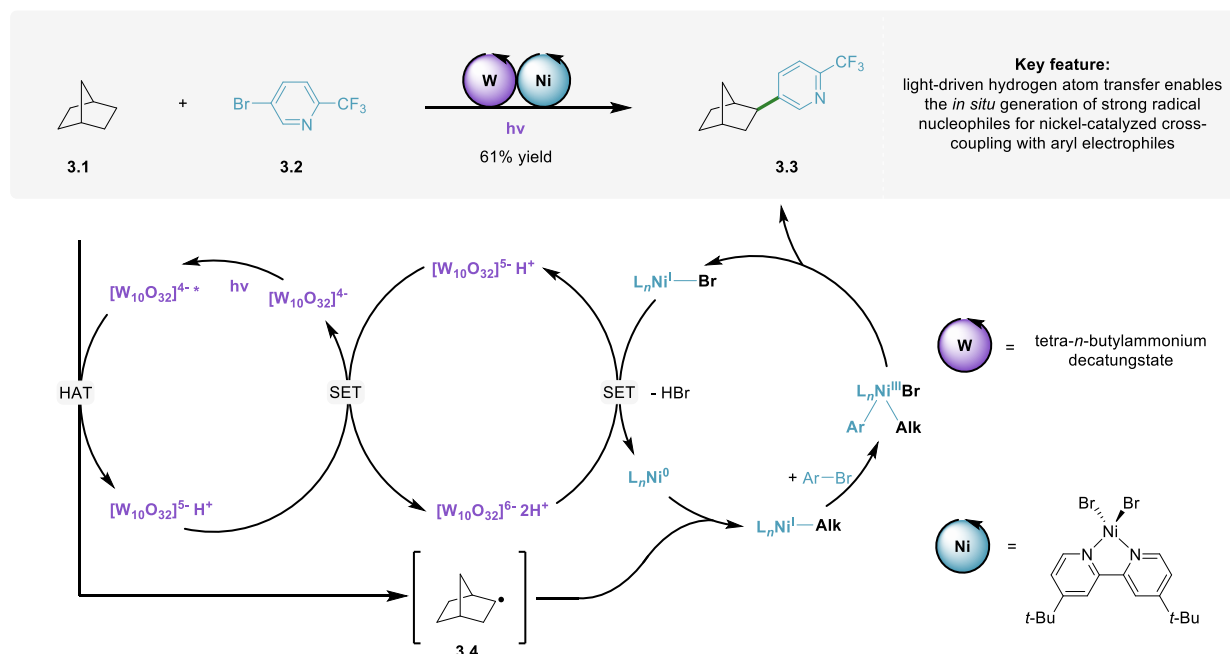 W
Ni
hν
61% yield
+
Br
N
CF₃
N
CF₃
3.1
3.2
3.3
Key feature:
light-driven hydrogen atom transfer enables
the in situ generation of strong radical
nucleophiles for nickel-catalyzed cross-
coupling with aryl electrophiles
[W₁₀O₃₂]⁴⁻ *
hν
[W₁₀O₃₂]⁴⁻
[W₁₀O₃₂]⁵⁻ H⁺
LₙNiᴵ—Br
HAT
SET
SET - HBr
[W₁₀O₃₂]⁵⁻ H⁺
[W₁₀O₃₂]⁶⁻ 2H⁺
LₙNi⁰
LₙNiᴵ—Alk
+ Ar—Br
LₙNiᴵᴵᴵBr
Ar Alk
3.4
W = tetra-n-butylammonium
decatungstate
Ni =
Br Br
Ni
N N
t-Bu t-Bu